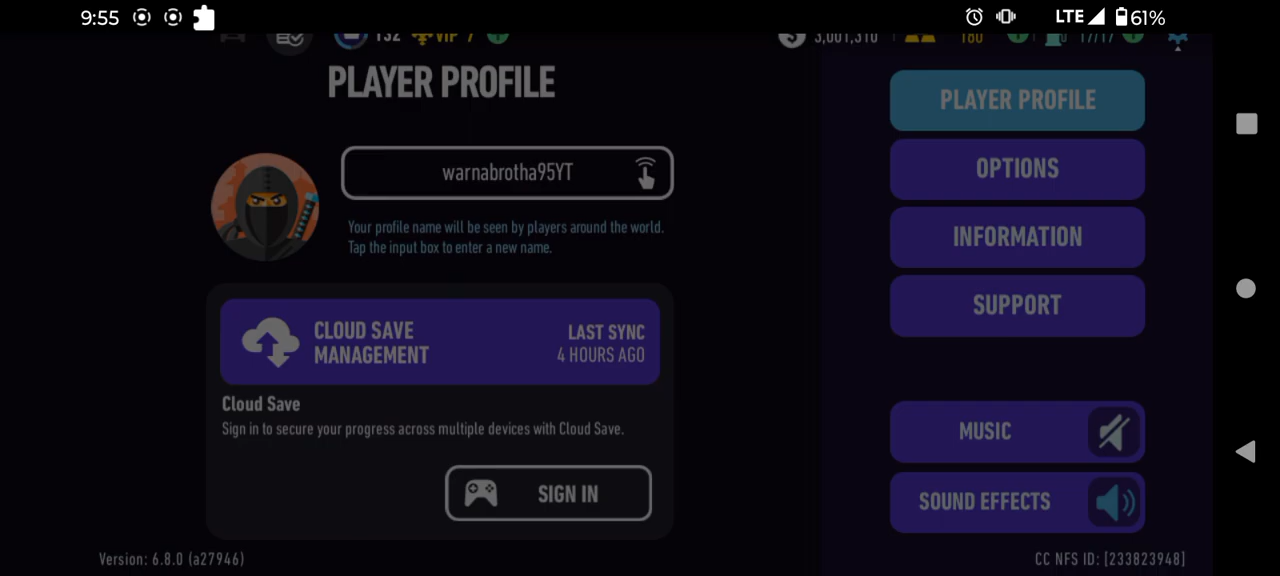 9:55
LTE 61%
132 VIP 7
3,001,310 180 17/17
PLAYER PROFILE
warnabrotha95YT
Your profile name will be seen by players around the world.
Tap the input box to enter a new name.
CLOUD SAVE
MANAGEMENT
LAST SYNC
4 HOURS AGO
Cloud Save
Sign in to secure your progress across multiple devices with Cloud Save.
SIGN IN
Version: 6.8.0 (a27946)
PLAYER PROFILE
OPTIONS
INFORMATION
SUPPORT
MUSIC
SOUND EFFECTS
CC NFS ID: [233823948]